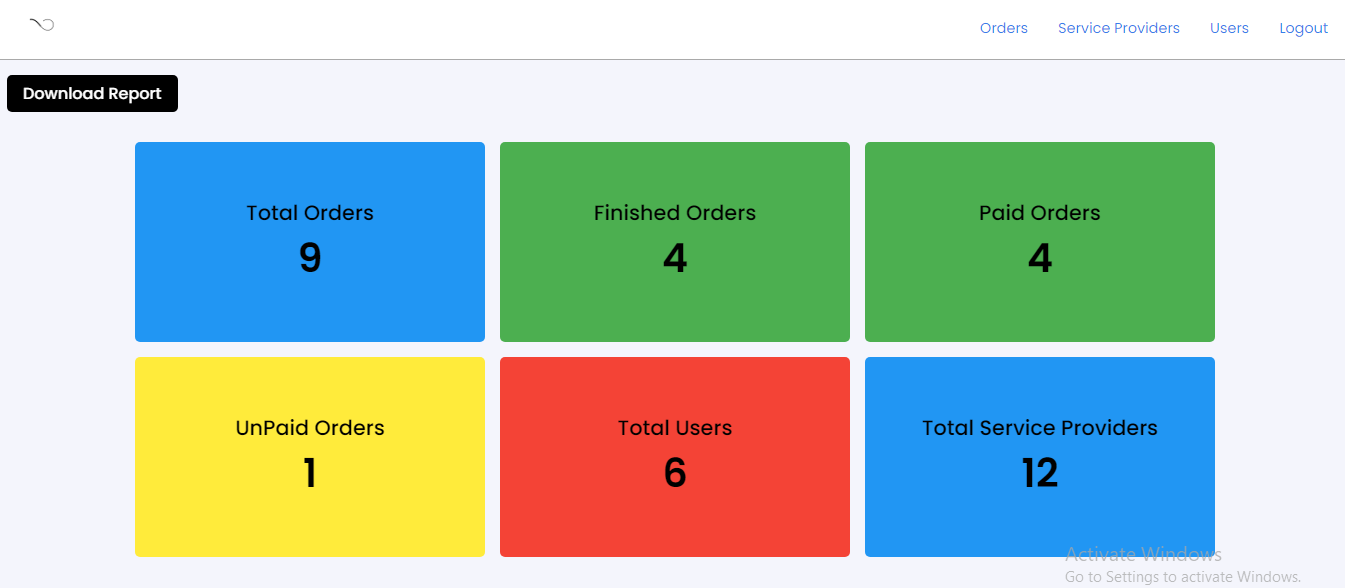 Orders Service Providers Users Logout
Download Report
Total Orders
9
Finished Orders
4
Paid Orders
4
UnPaid Orders
1
Total Users
6
Total Service Providers
12
Activate Windows
Go to Settings to activate Windows.